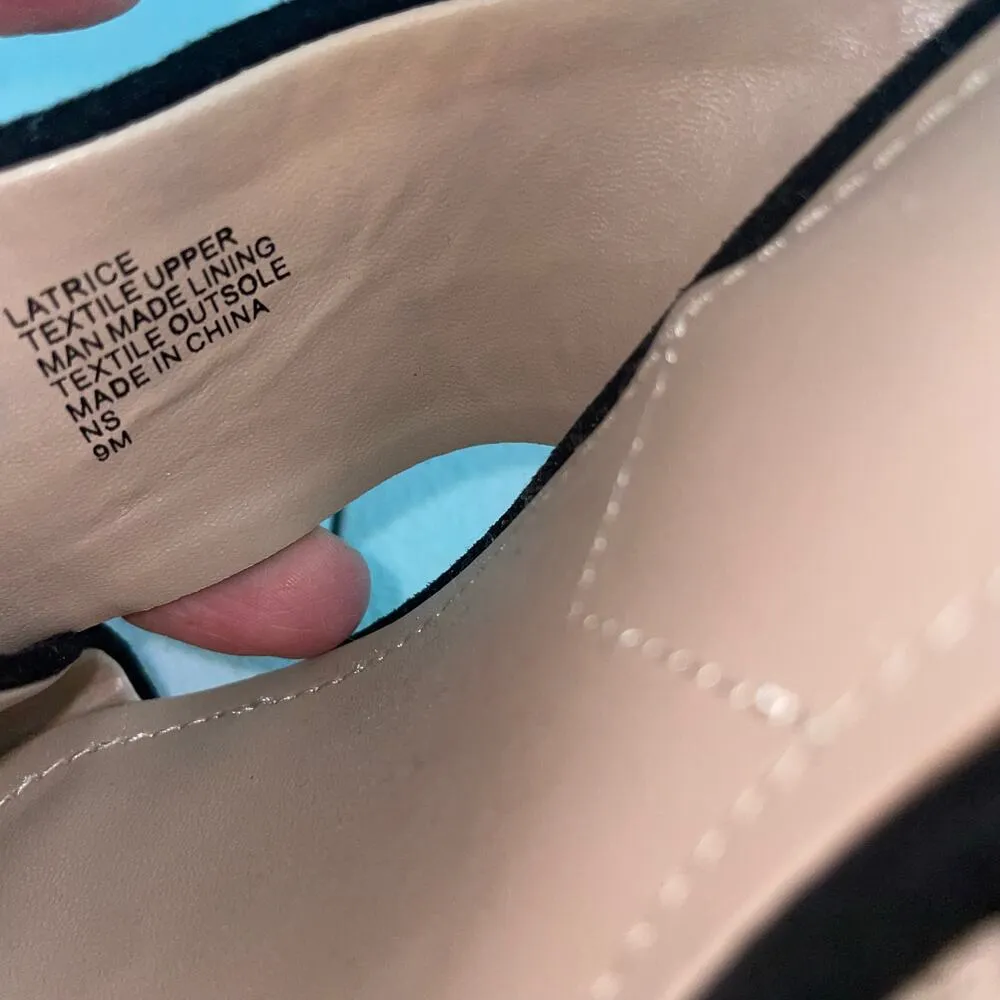 LATRICE
TEXTILE UPPER
MAN MADE LINING
TEXTILE OUTSOLE
MADE IN CHINA
NS
9M